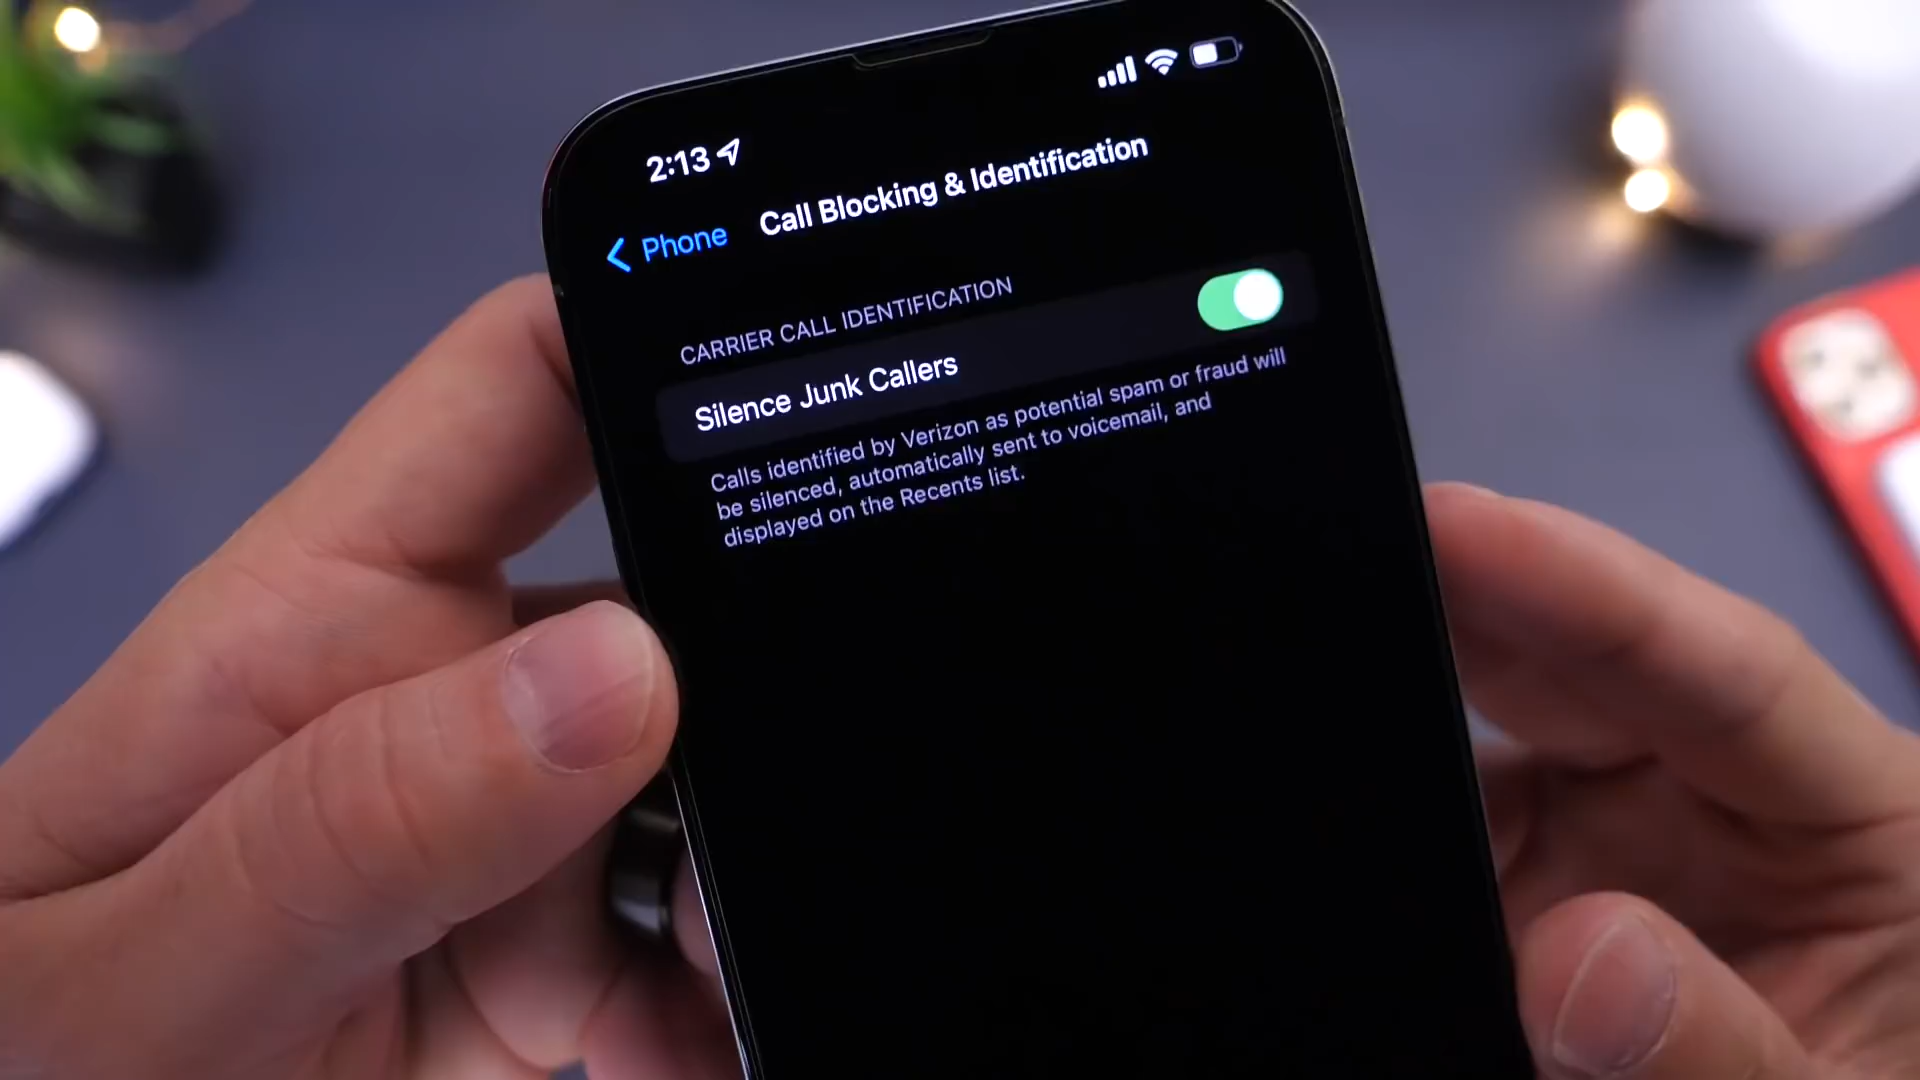 2:13
Phone
Call Blocking & Identification
CARRIER CALL IDENTIFICATION
Silence Junk Callers
Calls identified by Verizon as potential spam or fraud will
be silenced, automatically sent to voicemail, and
displayed on the Recents list.